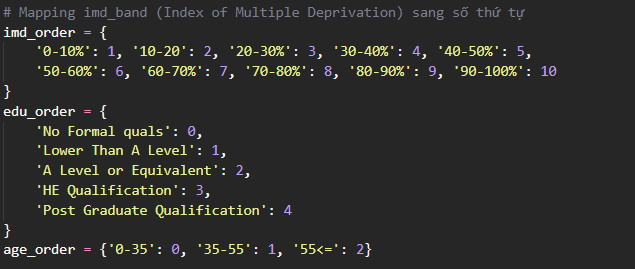 # Mapping imd_band (Index of Multiple Deprivation) sang số thứ tự
imd_order = {
    '0-10%': 1, '10-20': 2, '20-30%': 3, '30-40%': 4, '40-50%': 5,
    '50-60%': 6, '60-70%': 7, '70-80%': 8, '80-90%': 9, '90-100%': 10
}
edu_order = {
    'No Formal quals': 0,
    'Lower Than A Level': 1,
    'A Level or Equivalent': 2,
    'HE Qualification': 3,
    'Post Graduate Qualification': 4
}
age_order = {'0-35': 0, '35-55': 1, '55<=': 2}